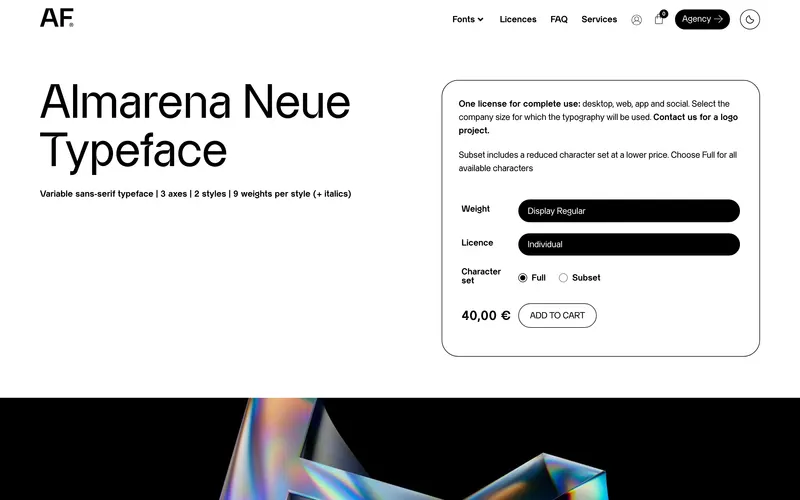 AF®
Fonts
Licences
FAQ
Services
0
Agency →
Almarena Neue
Typeface
Variable sans-serif typeface | 3 axes | 2 styles | 9 weights per style (+ italics)
One license for complete use: desktop, web, app and social. Select the
company size for which the typography will be used. Contact us for a logo
project.
Subset includes a reduced character set at a lower price. Choose Full for all
available characters
Weight
Display Regular
Licence
Individual
Character
set
Full
Subset
40,00 €
ADD TO CART